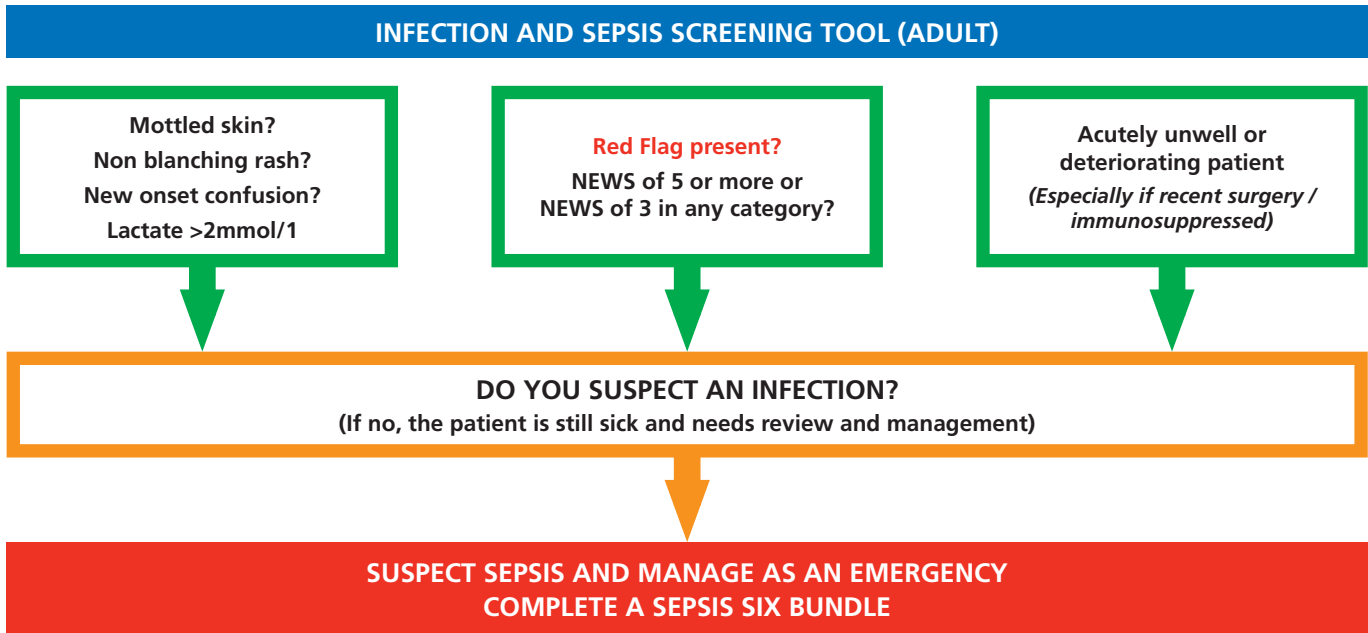 INFECTION AND SEPSIS SCREENING TOOL (ADULT)
Mottled skin?
Non blanching rash?
New onset confusion?
Lactate >2mmol/1
Red Flag present?
NEWS of 5 or more or
NEWS of 3 in any category?
Acutely unwell or
deteriorating patient
(Especially if recent surgery /
immunosuppressed)
DO YOU SUSPECT AN INFECTION?
(If no, the patient is still sick and needs review and management)
SUSPECT SEPSIS AND MANAGE AS AN EMERGENCY
COMPLETE A SEPSIS SIX BUNDLE